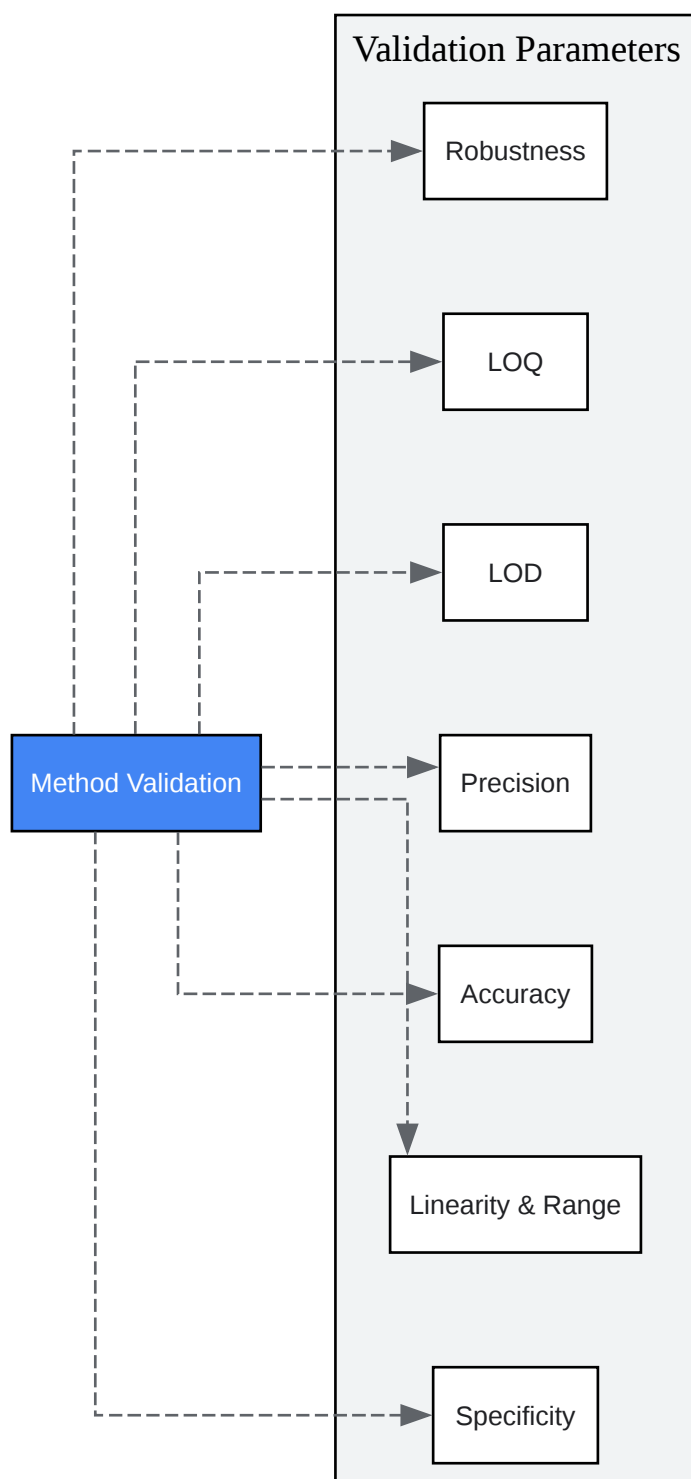 Validation Parameters
Robustness
LOQ
LOD
Method Validation
Precision
Accuracy
Linearity & Range
Specificity